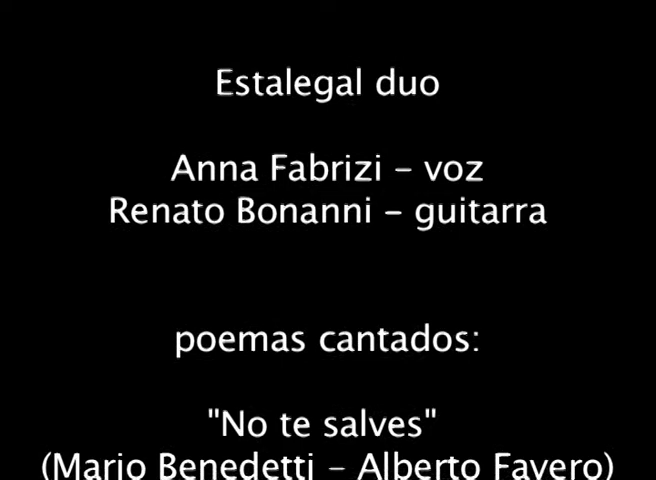 Estalegal duo
Anna Fabrizi – voz
Renato Bonanni – guitarra
poemas cantados:
"No te salves"
(Mario Benedetti – Alberto Favero)